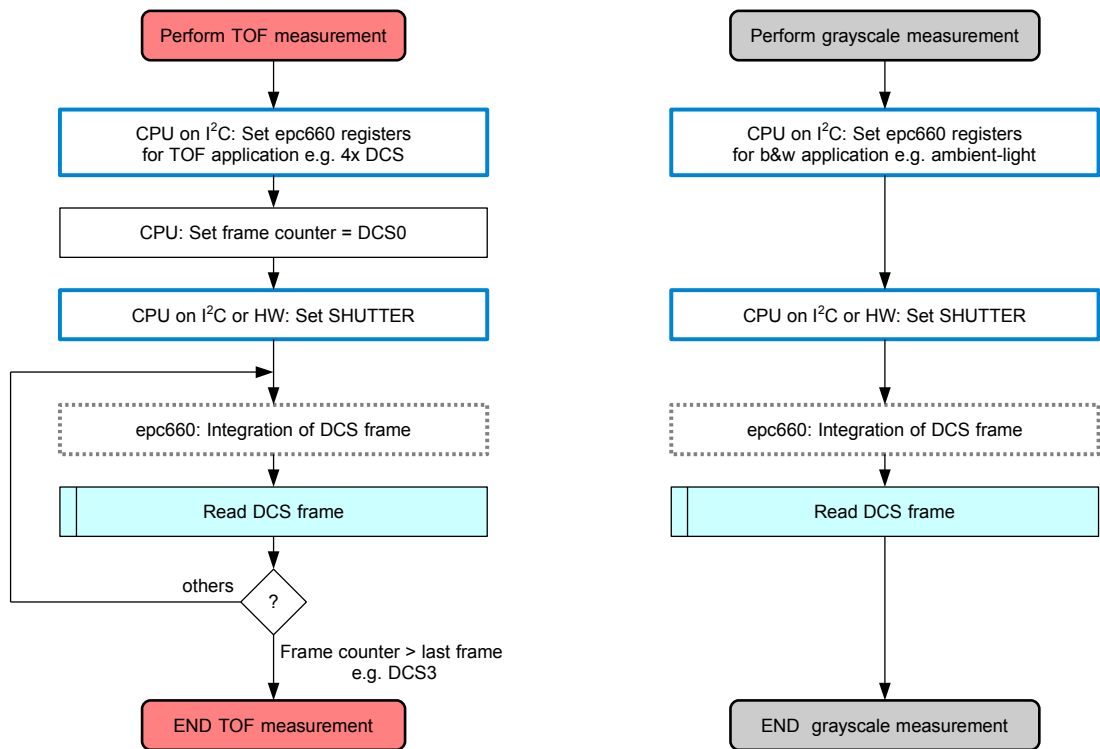 Perform TOF measurement
CPU on I²C: Set epc660 registers
for TOF application e.g. 4x DCS
CPU: Set frame counter = DCS0
CPU on I²C or HW: Set SHUTTER
epc660: Integration of DCS frame
Read DCS frame
others
?
Frame counter > last frame
e.g. DCS3
END TOF measurement
Perform grayscale measurement
CPU on I²C: Set epc660 registers
for b&w application e.g. ambient-light
CPU on I²C or HW: Set SHUTTER
epc660: Integration of DCS frame
Read DCS frame
END grayscale measurement